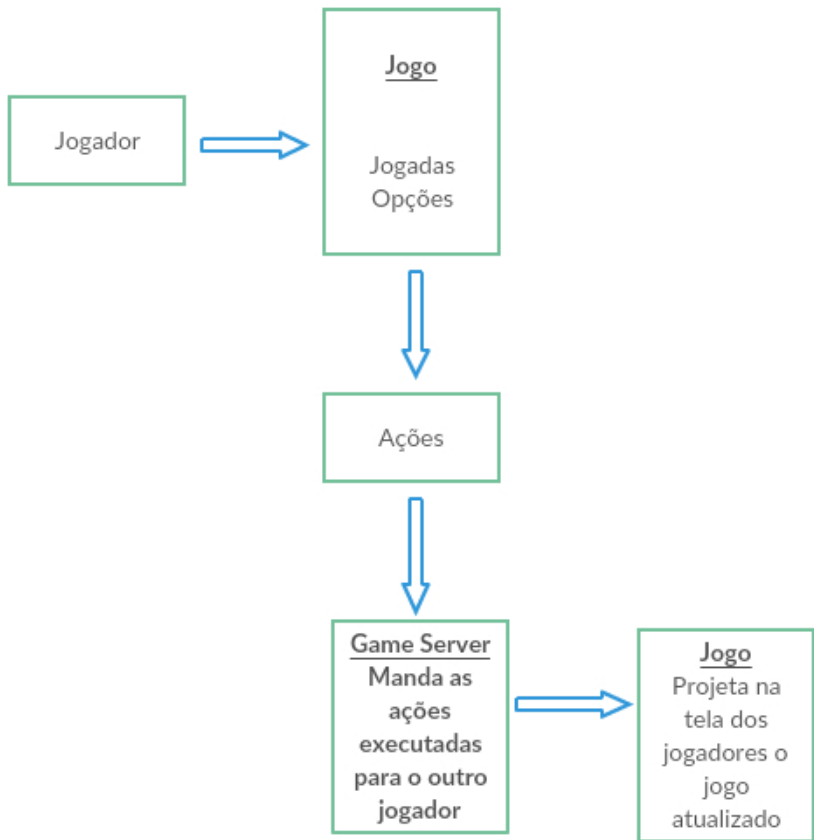 Jogo
Jogador
Jogadas
Opções
Ações
Game Server
Manda as
ações
executadas
para o outro
jogador
Jogo
Projeta na
tela dos
jogadores o
jogo
atualizado